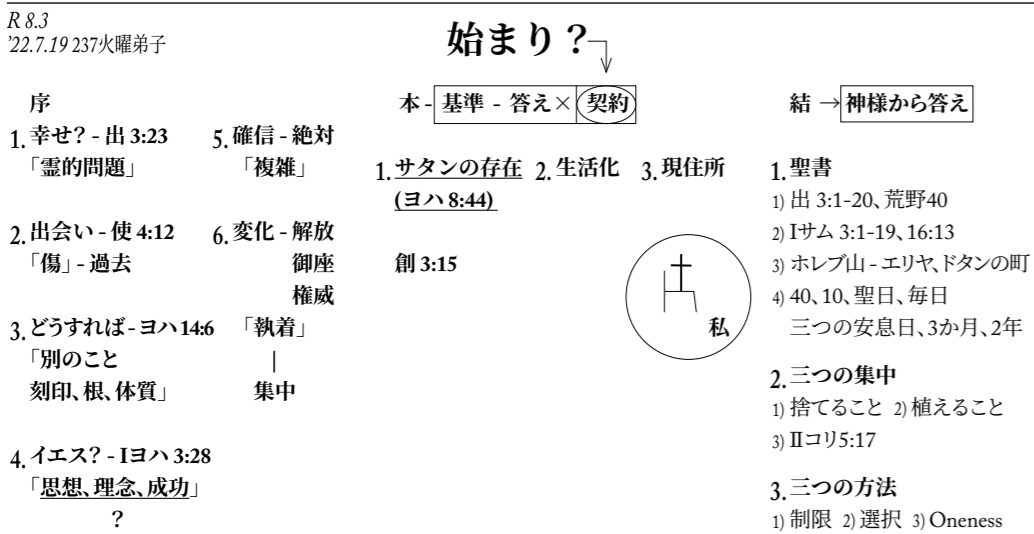 R 8.3
'22.7.19 237火曜弟子
始まり？
序
1. 幸せ? - 出 3:23
「霊的問題」
2. 出会い - 使 4:12
「傷」- 過去
3. どうすれば - ヨハ 14:6
「別のこと
刻印、根、体質」
4. イエス? - Iヨハ 3:28
「思想、理念、成功」
?
5. 確信 - 絶対
「複雑」
6. 変化 - 解放
御座
権威
「執着」
|
集中
本 - 基準 - 答え× 契約
1. サタンの存在 2. 生活化 3. 現住所
(ヨハ 8:44)
創 3:15
私
結 → 神様から答え
1. 聖書
1) 出 3:1-20、荒野40
2) Iサム 3:1-19、16:13
3) ホレブ山 - エリヤ、ドタンの町
4) 40、10、聖日、毎日
三つの安息日、3か月、2年
2. 三つの集中
1) 捨てること 2) 植えること
3) IIコリ5:17
3. 三つの方法
1) 制限 2) 選択 3) Oneness